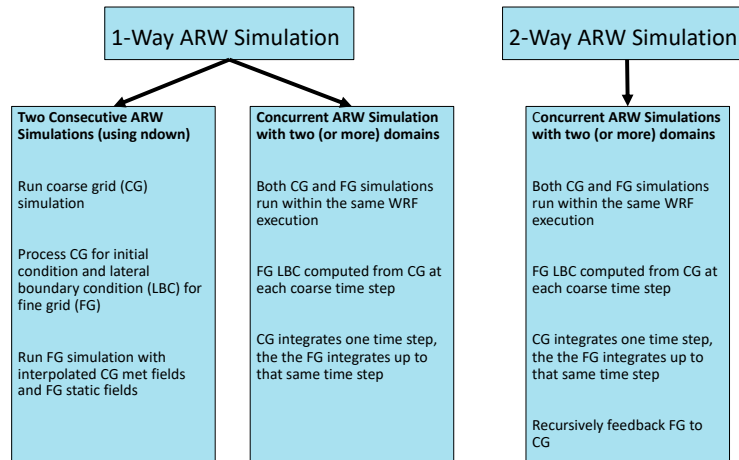 1-Way ARW Simulation
2-Way ARW Simulation
Two Consecutive ARW
Simulations (using ndown)
Run coarse grid (CG)
simulation
Process CG for initial
condition and lateral
boundary condition (LBC) for
fine grid (FG)
Run FG simulation with
interpolated CG met fields
and FG static fields
Concurrent ARW Simulation
with two (or more) domains
Both CG and FG simulations
run within the same WRF
execution
FG LBC computed from CG at
each coarse time step
CG integrates one time step,
the the FG integrates up to
that same time step
Concurrent ARW Simulations
with two (or more) domains
Both CG and FG simulations
run within the same WRF
execution
FG LBC computed from CG at
each coarse time step
CG integrates one time step,
the the FG integrates up to
that same time step
Recursively feedback FG to
CG